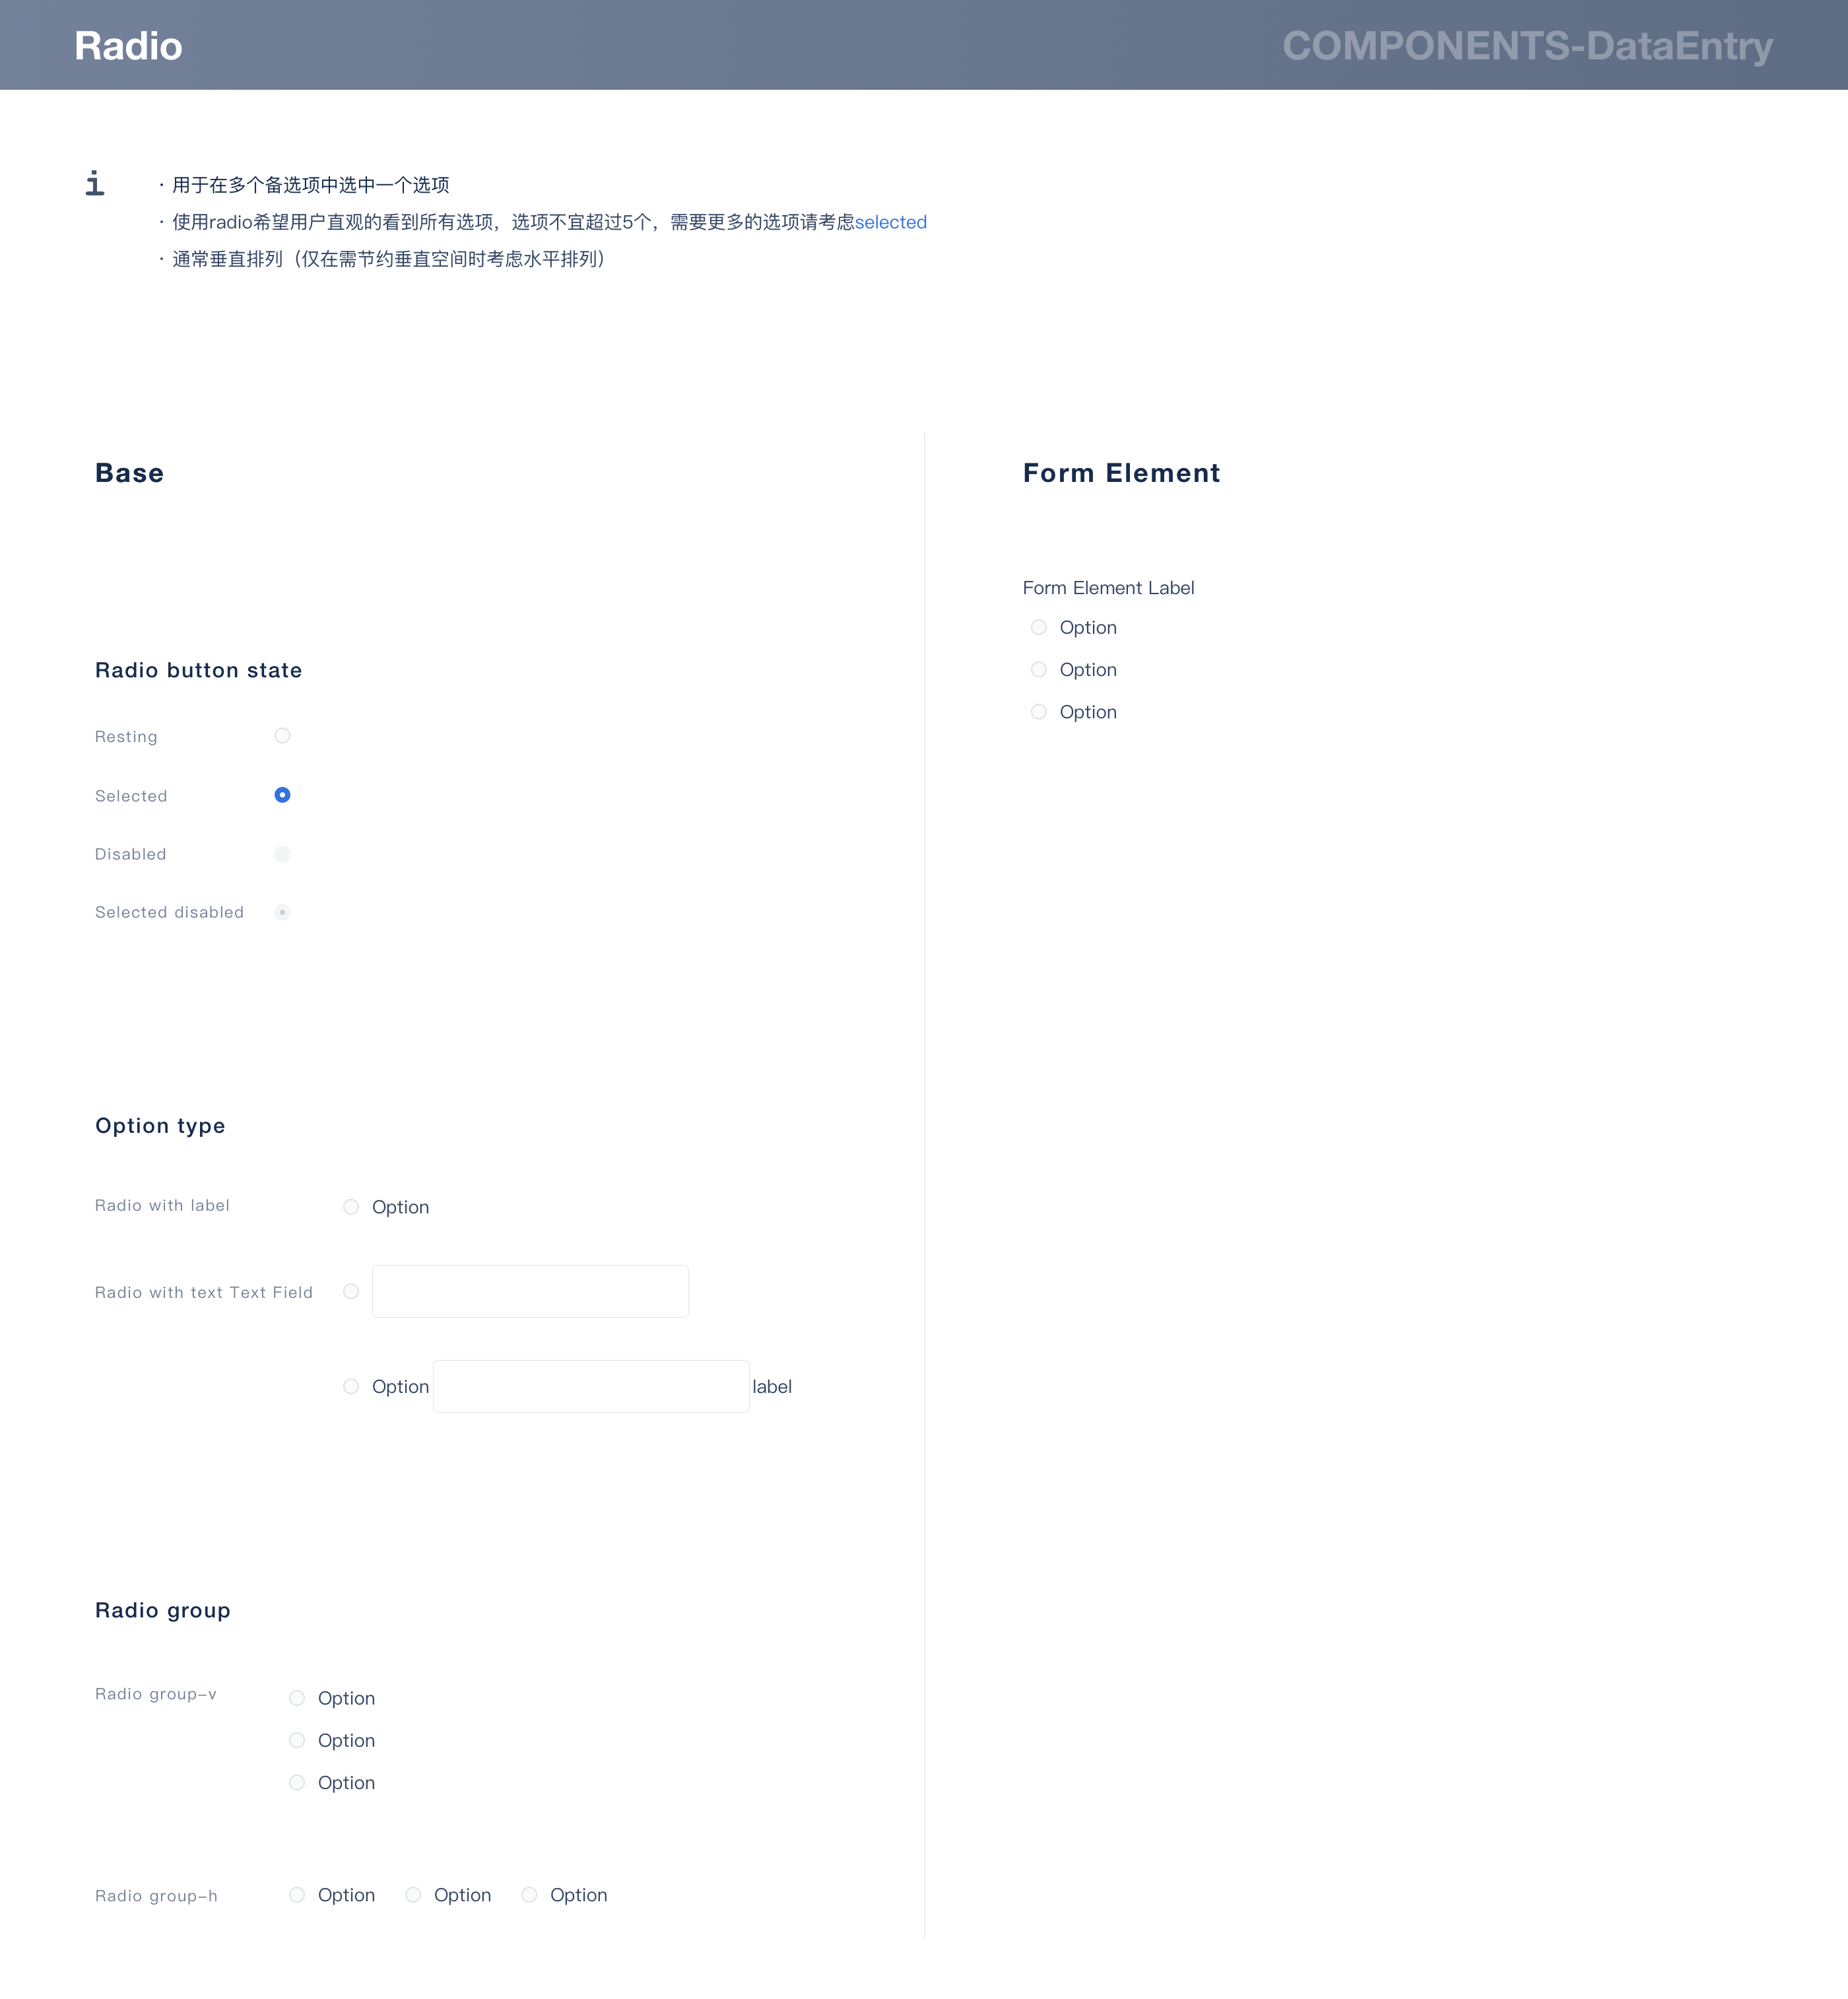 Radio
COMPONENTS-DataEntry
i
· 用于在多个备选项中选中一个选项
· 使用radio希望用户直观的看到所有选项，选项不宜超过5个，需要更多的选项请考虑selected
· 通常垂直排列（仅在需节约垂直空间时考虑水平排列）
Base
Radio button state
Resting
Selected
Disabled
Selected disabled
Option type
Radio with label Option
Radio with text Text Field
Option label
Radio group
Radio group-v Option
Option
Option
Radio group-h Option Option Option
Form Element
Form Element Label
Option
Option
Option